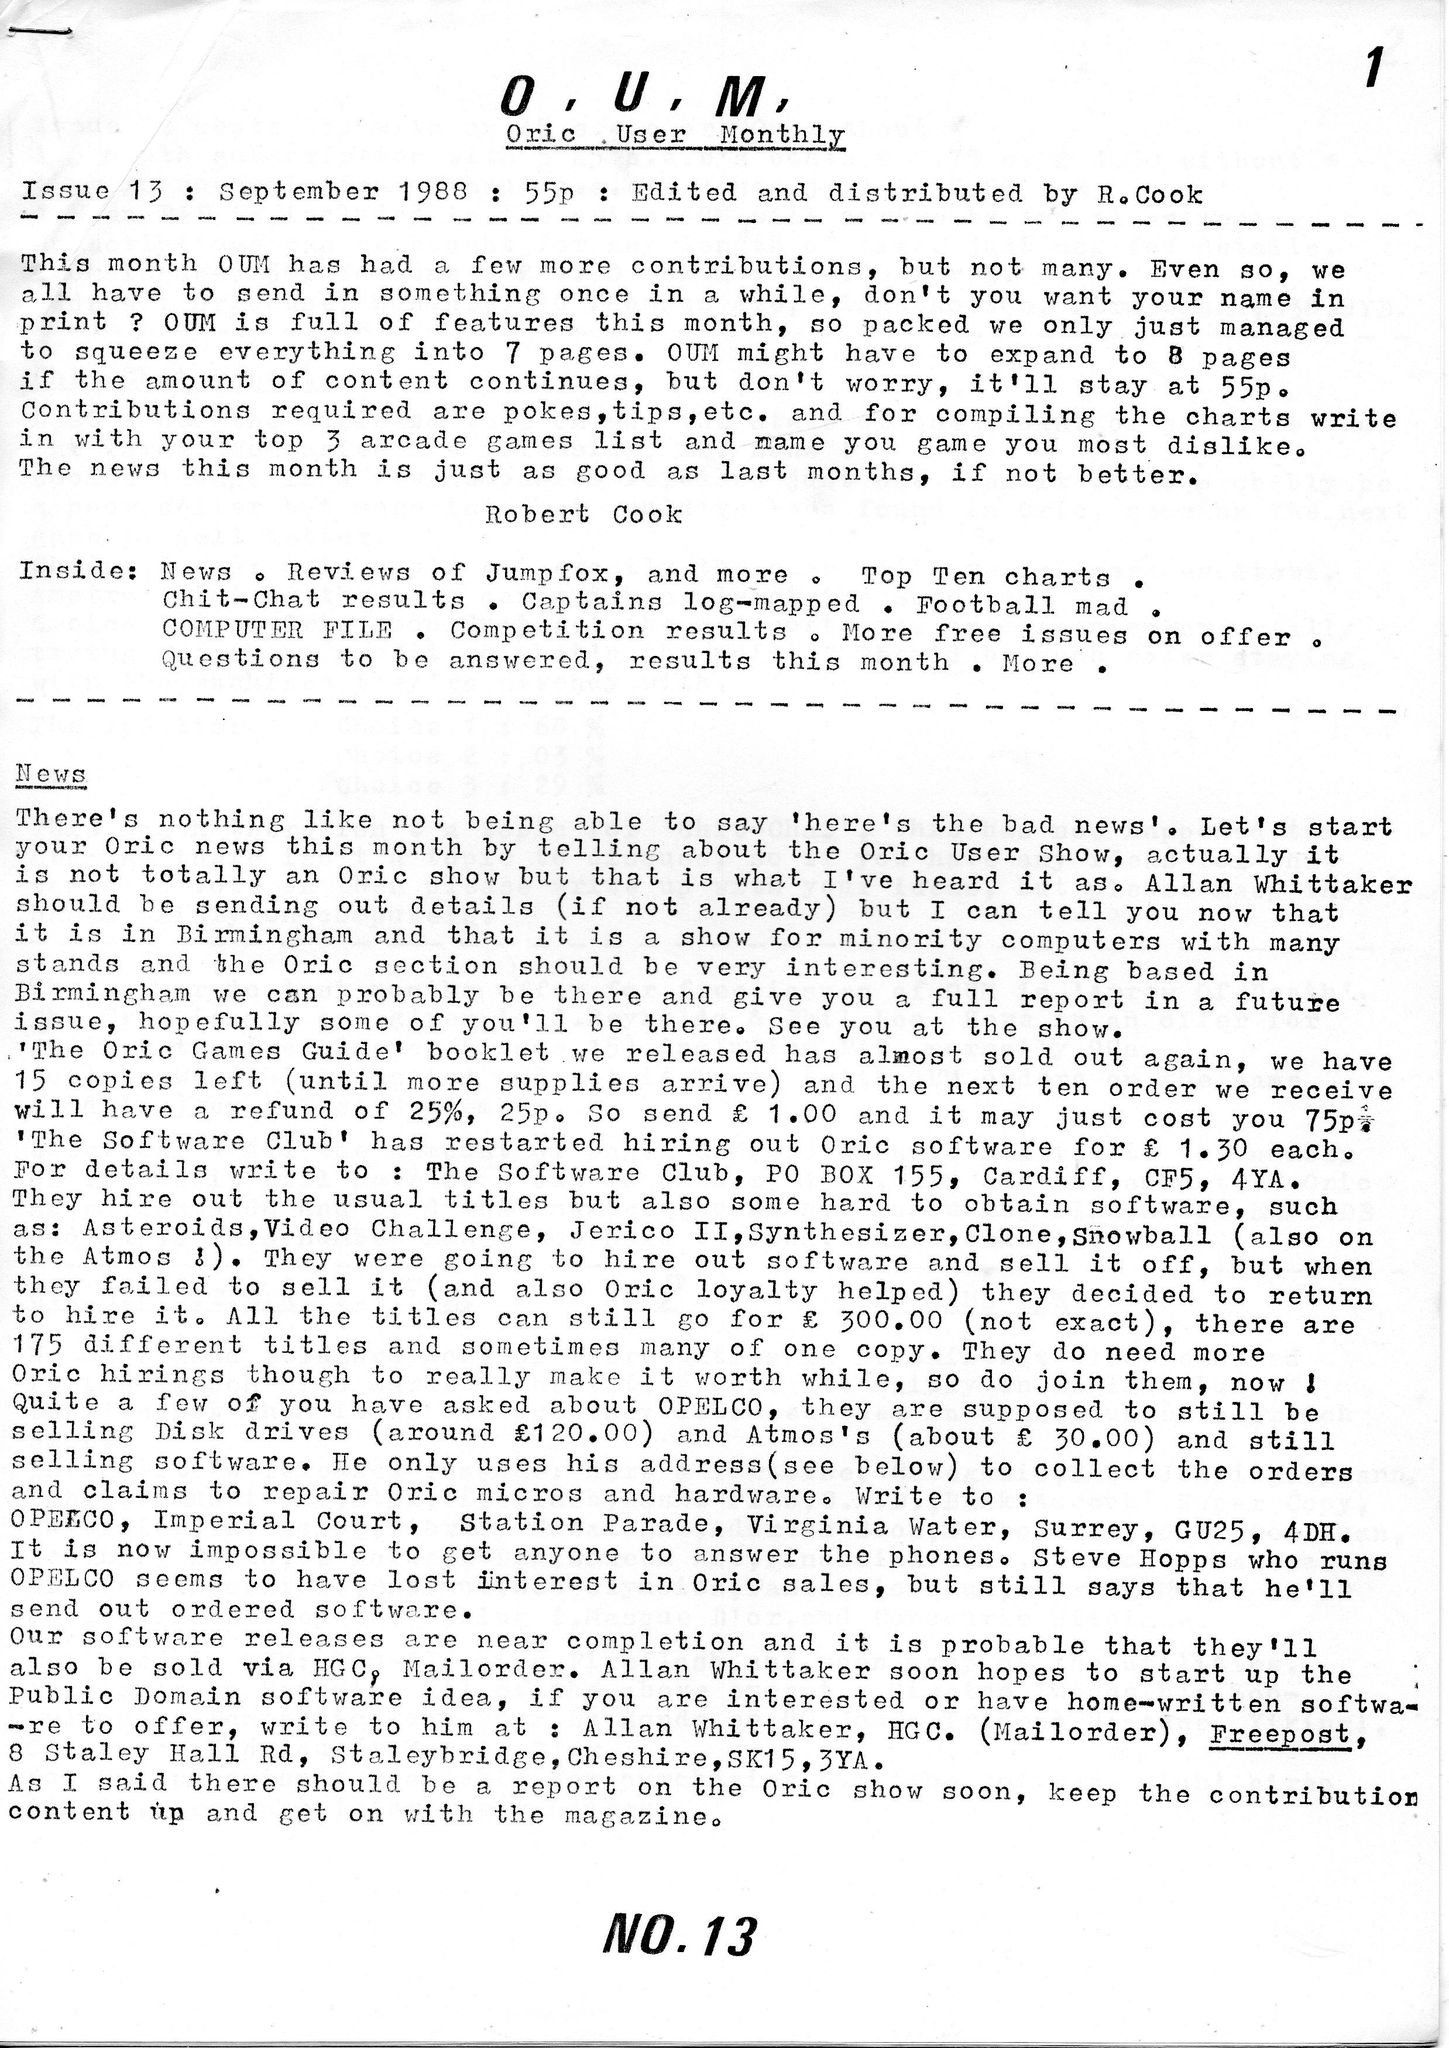 1
O. U. M.
Oric User Monthly
Issue 13 : September 1988 : 55p : Edited and distributed by R.Cook
This month OUM has had a few more contributions, but not many. Even so, we
all have to send in something once in a while, don't you want your name in
print ? OUM is full of features this month, so packed we only just managed
to squeeze everything into 7 pages. OUM might have to expand to 8 pages
if the amount of content continues, but don't worry, it'll stay at 55p.
Contributions required are pokes,tips,etc. and for compiling the charts write
in with your top 3 arcade games list and name you game you most dislike.
The news this month is just as good as last months, if not better.
Robert Cook
Inside: News . Reviews of Jumpfox, and more . Top Ten charts .
Chit-Chat results . Captains log-mapped . Football mad .
COMPUTER FILE . Competition results . More free issues on offer .
Questions to be answered, results this month . More .
News
There's nothing like not being able to say 'here's the bad news'. Let's start
your Oric news this month by telling about the Oric User Show, actually it
is not totally an Oric show but that is what I've heard it as. Allan Whittaker
should be sending out details (if not already) but I can tell you now that
it is in Birmingham and that it is a show for minority computers with many
stands and the Oric section should be very interesting. Being based in
Birmingham we can probably be there and give you a full report in a future
issue, hopefully some of you'll be there. See you at the show.
'The Oric Games Guide' booklet we released has almost sold out again, we have
15 copies left (until more supplies arrive) and the next ten order we receive
will have a refund of 25%, 25p. So send £ 1.00 and it may just cost you 75p
'The Software Club' has restarted hiring out Oric software for £ 1.30 each.
For details write to : The Software Club, PO BOX 155, Cardiff, CF5, 4YA.
They hire out the usual titles but also some hard to obtain software, such
as: Asteroids,Video Challenge, Jerico II,Synthesizer,Clone,Snowball (also on
the Atmos !). They were going to hire out software and sell it off, but when
they failed to sell it (and also Oric loyalty helped) they decided to return
to hire it. All the titles can still go for £ 300.00 (not exact), there are
175 different titles and sometimes many of one copy. They do need more
Oric hirings though to really make it worth while, so do join them, now !
Quite a few of you have asked about OPELCO, they are supposed to still be
selling Disk drives (around £120.00) and Atmos's (about £ 30.00) and still
selling software. He only uses his address(see below) to collect the orders
and claims to repair Oric micros and hardware. Write to :
OPELCO, Imperial Court, Station Parade, Virginia Water, Surrey, GU25, 4DH.
It is now impossible to get anyone to answer the phones. Steve Hopps who runs
OPELCO seems to have lost interest in Oric sales, but still says that he'll
send out ordered software.
Our software releases are near completion and it is probable that they'll
also be sold via HGC, Mailorder. Allan Whittaker soon hopes to start up the
Public Domain software idea, if you are interested or have home-written softwa-
-re to offer, write to him at : Allan Whittaker, HGC. (Mailorder), Freepost,
8 Staley Hall Rd, Staleybridge,Cheshire,SK15,3YA.
As I said there should be a report on the Oric show soon, keep the contribution
content up and get on with the magazine.
NO. 13